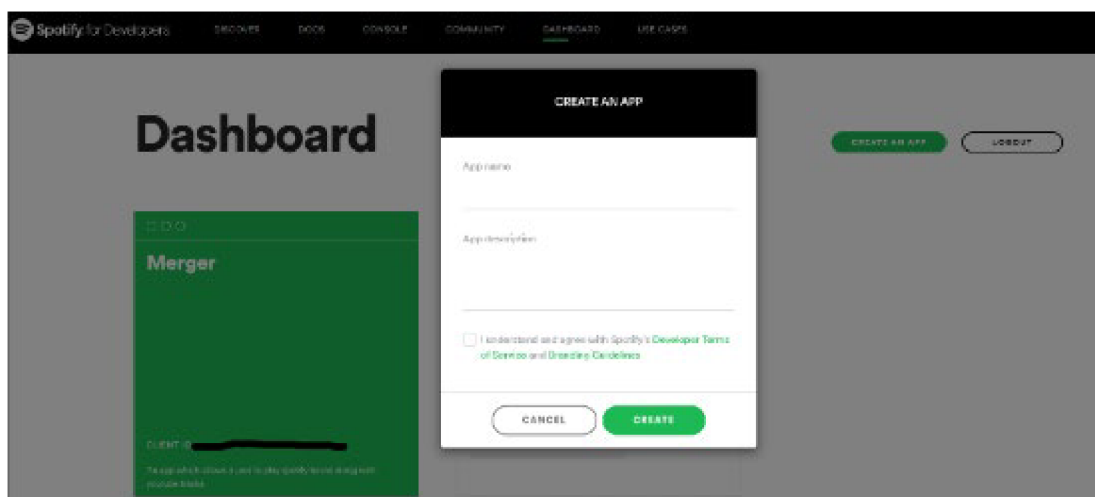 Spotify for Developers DISCOVER DOCS CONSOLE COMMUNITY DASHBOARD USE CASES
CREATE AN APP
Dashboard
CREATE AN APP LOGOUT
App name
App description
Merger
I understand and agree with Spotify's Developer Terms
of Service and Branding Guidelines
CANCEL CREATE
CLIENT ID